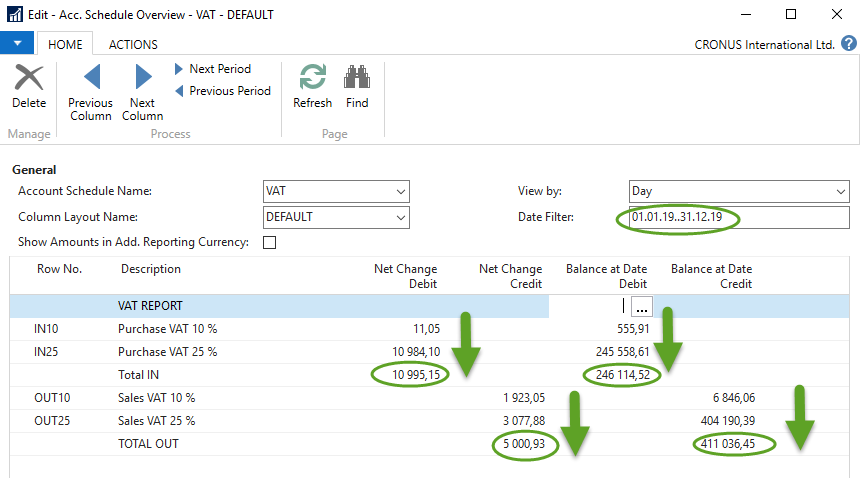 Edit - Acc. Schedule Overview - VAT - DEFAULT
HOME ACTIONS CRONUS International Ltd. ?
Delete Previous Column Next Column Next Period Previous Period Refresh Find
Manage Process Page
General
Account Schedule Name: VAT View by: Day
Column Layout Name: DEFAULT Date Filter: 01.01.19..31.12.19
Show Amounts in Add. Reporting Currency:
Row No. Description Net Change Debit Net Change Credit Balance at Date Debit Balance at Date Credit
VAT REPORT ...
IN10 Purchase VAT 10 % 11,05 555,91
IN25 Purchase VAT 25 % 10 984,10 245 558,61
Total IN 10 995,15 246 114,52
OUT10 Sales VAT 10 % 1 923,05 6 846,06
OUT25 Sales VAT 25 % 3 077,88 404 190,39
TOTAL OUT 5 000,93 411 036,45